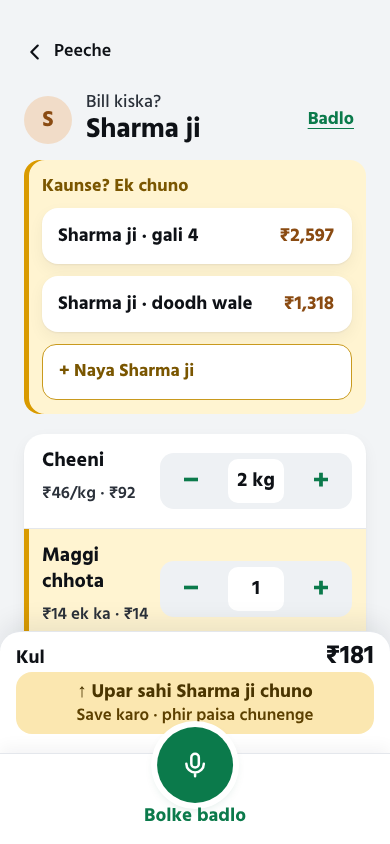 Peeche
S
Bill kiska?
Sharma ji
Badlo
Kaunse? Ek chuno
Sharma ji · gali 4 ₹2,597
Sharma ji · doodh wale ₹1,318
+ Naya Sharma ji
Cheeni
₹46/kg · ₹92
− 2 kg +
Maggi
chhota
₹14 ek ka · ₹14
− 1 +
Kul ₹181
↑ Upar sahi Sharma ji chuno
Save karo · phir paisa chunenge
Bolke badlo